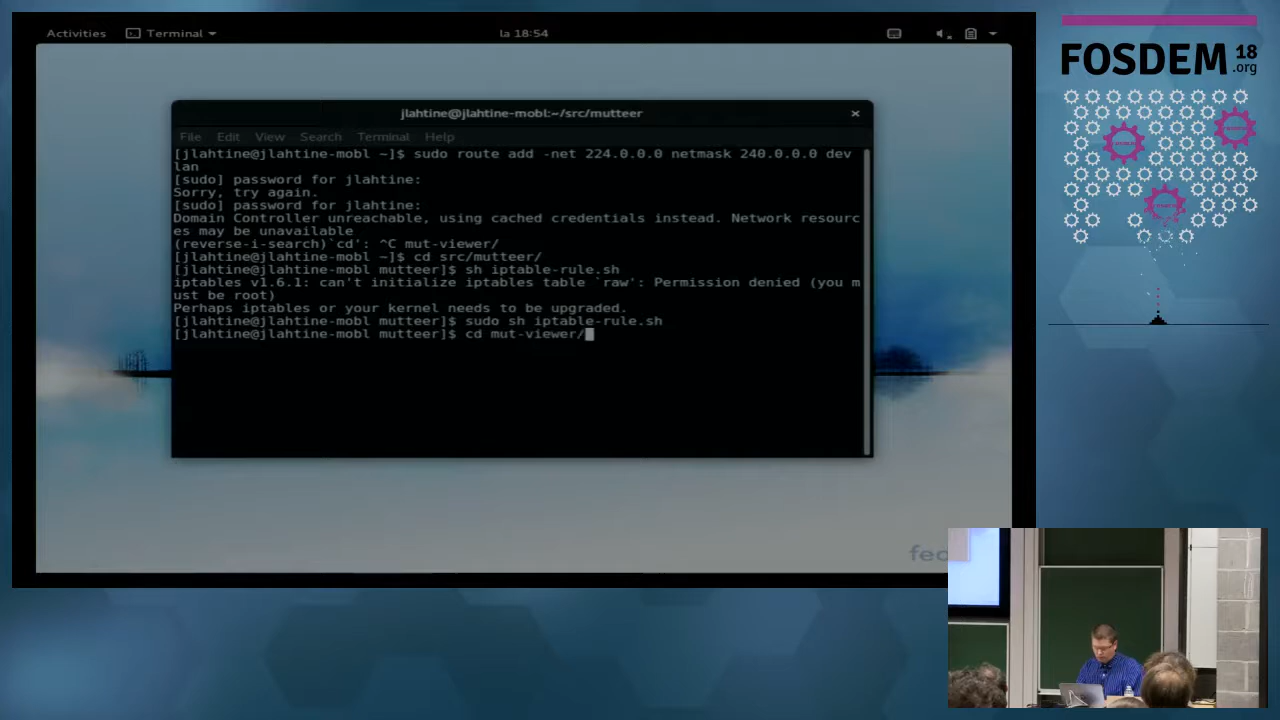 Activities Terminal la 18:54
jlahtine@jlahtine-mobl:~/src/mutteer
File Edit View Search Terminal Help
[jlahtine@jlahtine-mobl ~]$ sudo route add -net 224.0.0.0 netmask 240.0.0.0 dev
lan
[sudo] password for jlahtine:
Sorry, try again.
[sudo] password for jlahtine:
Domain Controller unreachable, using cached credentials instead. Network resourc
es may be unavailable
(reverse-i-search)`cd': ^C mut-viewer/
[jlahtine@jlahtine-mobl ~]$ cd src/mutteer/
[jlahtine@jlahtine-mobl mutteer]$ sh iptable-rule.sh
iptables v1.6.1: can't initialize iptables table `raw': Permission denied (you m
ust be root)
Perhaps iptables or your kernel needs to be upgraded.
[jlahtine@jlahtine-mobl mutteer]$ sudo sh iptable-rule.sh
[jlahtine@jlahtine-mobl mutteer]$ cd mut-viewer/
FOSDEM 18
.org